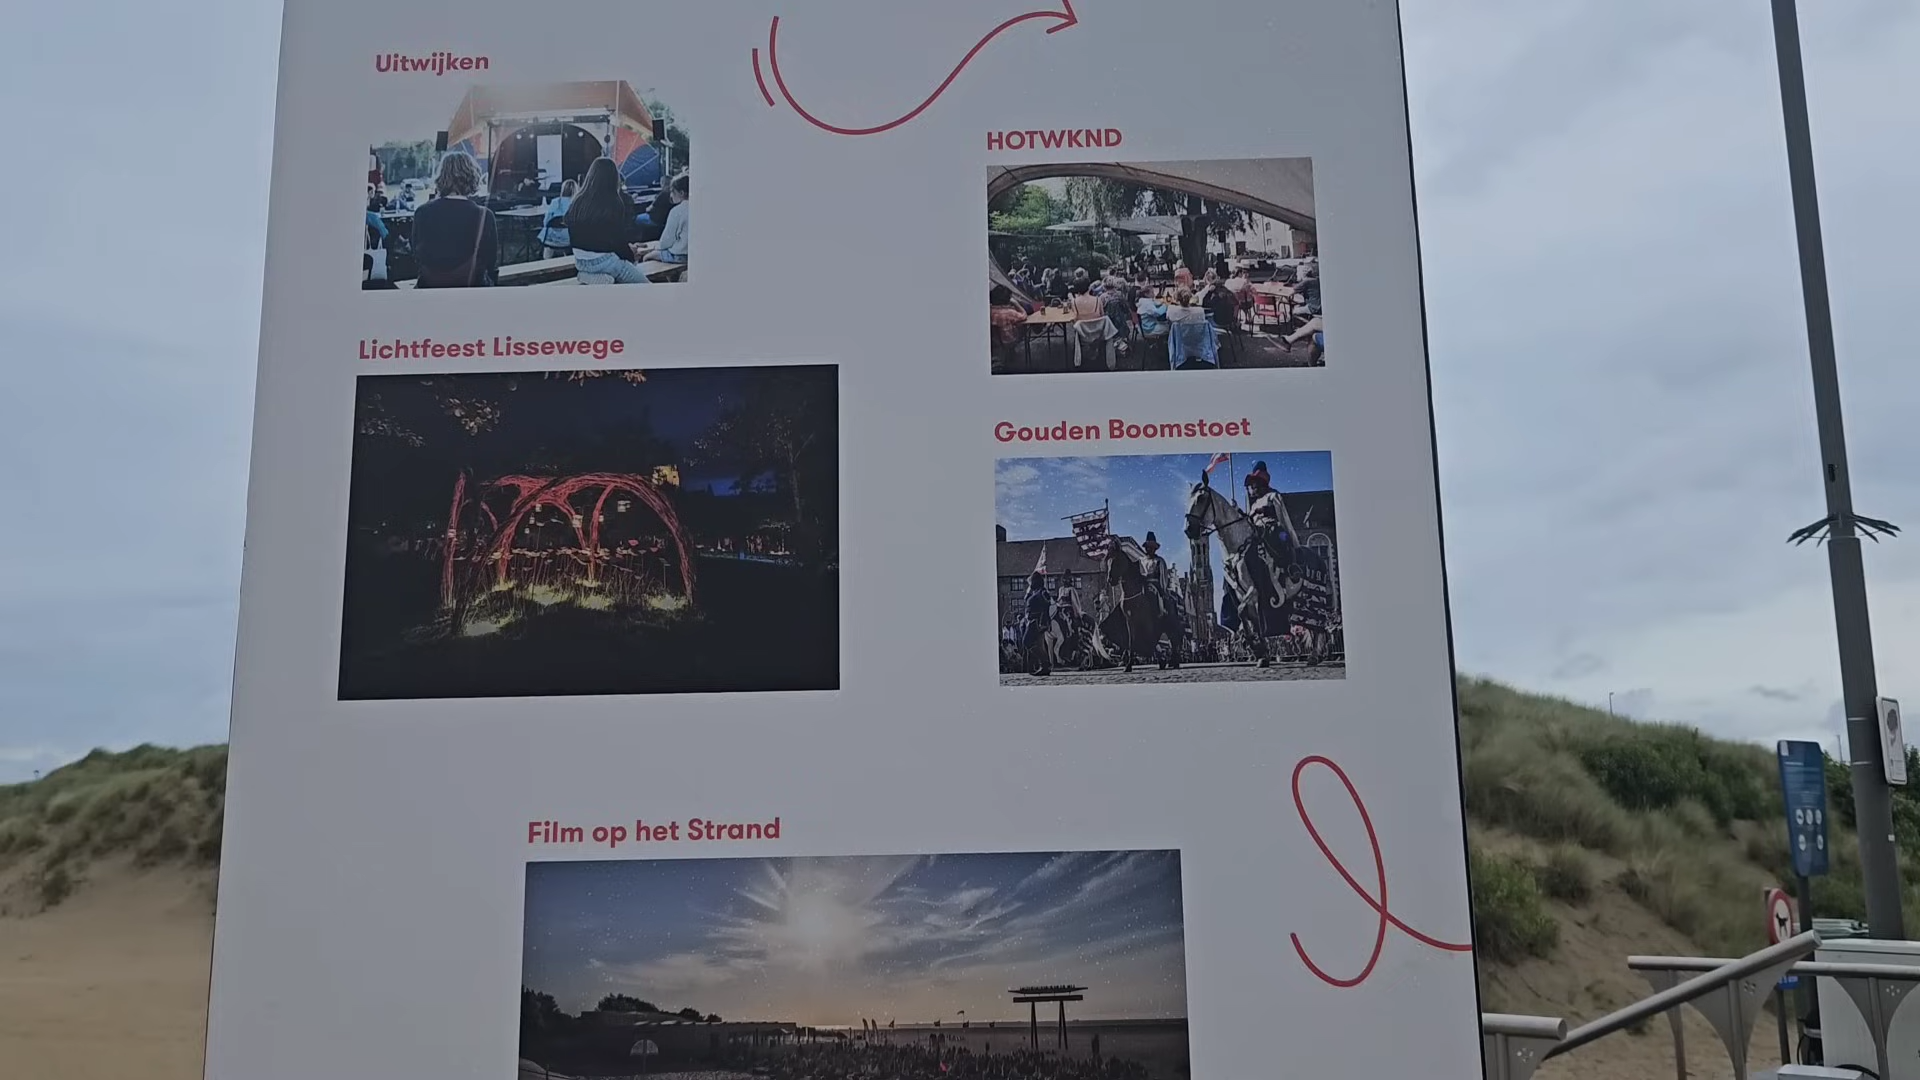 Uitwijken
HOTWKND
Lichtfeest Lissewege
Gouden Boomstoet
Film op het Strand